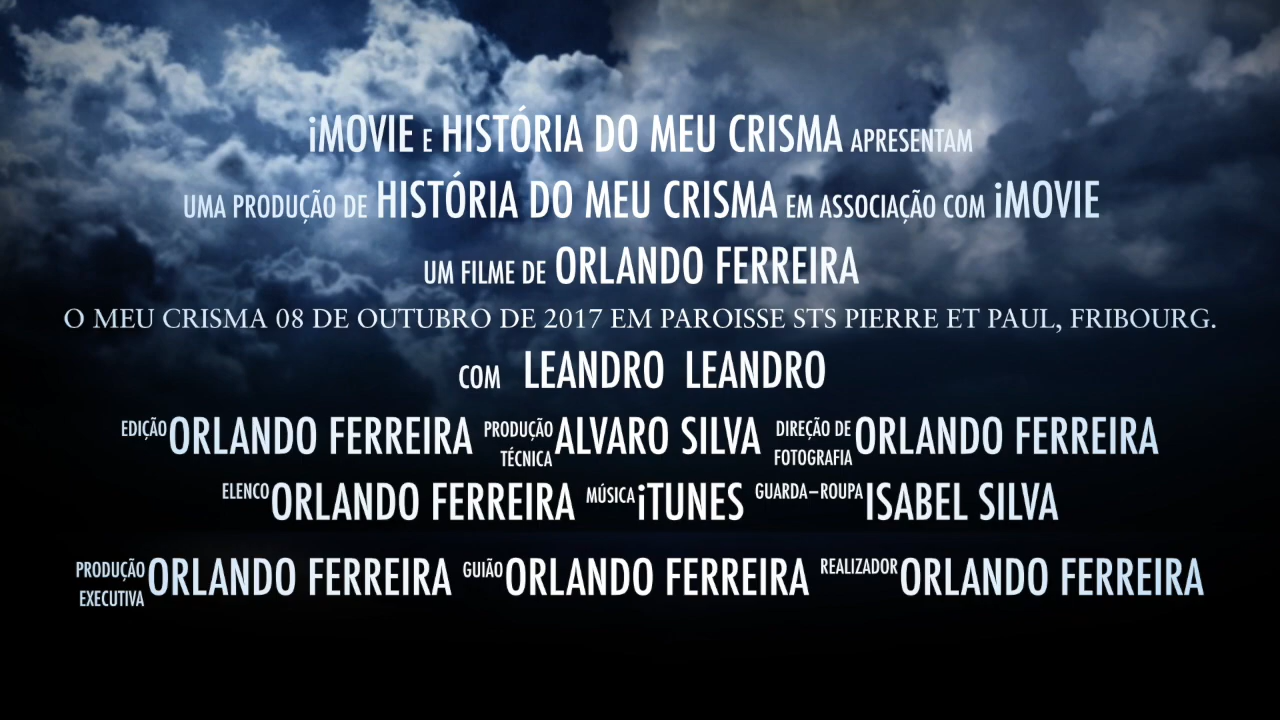 iMOVIE E HISTÓRIA DO MEU CRISMA APRESENTAM
UMA PRODUÇÃO DE HISTÓRIA DO MEU CRISMA EM ASSOCIAÇÃO COM iMOVIE
UM FILME DE ORLANDO FERREIRA
O MEU CRISMA 08 DE OUTUBRO DE 2017 EM PAROISSE STS PIERRE ET PAUL, FRIBOURG.
COM LEANDRO LEANDRO
EDIÇÃO ORLANDO FERREIRA PRODUÇÃO TÉCNICA ALVARO SILVA DIREÇÃO DE FOTOGRAFIA ORLANDO FERREIRA
ELENCO ORLANDO FERREIRA MÚSICA iTUNES GUARDA-ROUPA ISABEL SILVA
PRODUÇÃO EXECUTIVA ORLANDO FERREIRA GUIÃO ORLANDO FERREIRA REALIZADOR ORLANDO FERREIRA